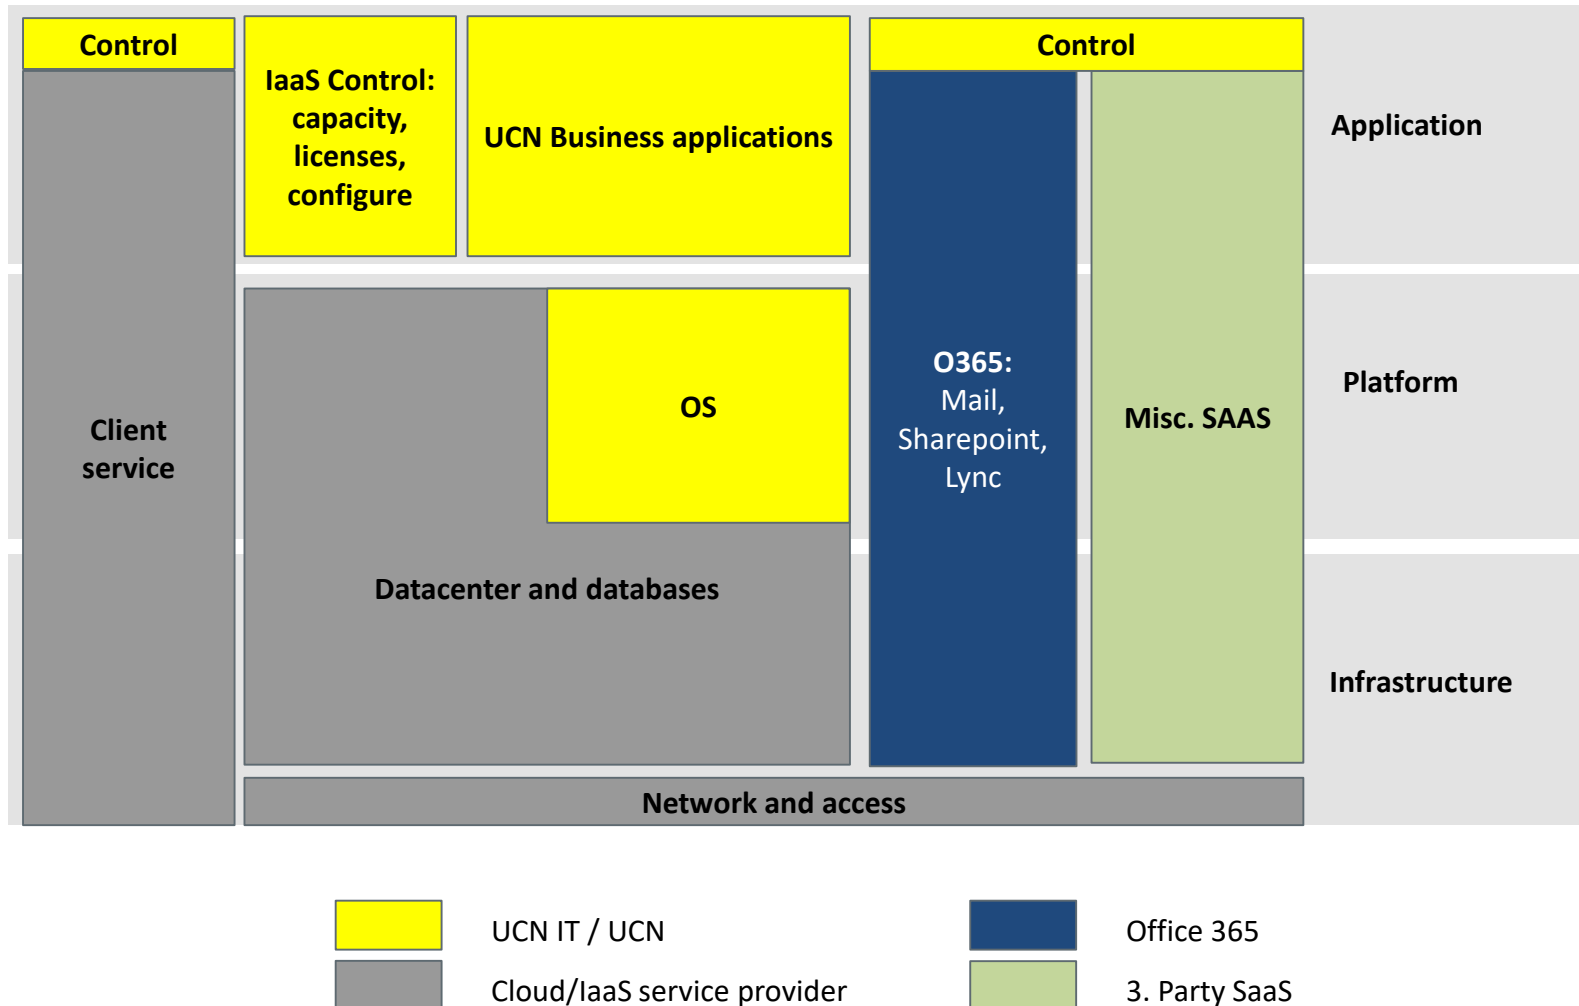 Control
IaaS Control:
capacity,
licenses,
configure
UCN Business applications
Control
Application
Client
service
OS
Datacenter and databases
O365:
Mail,
Sharepoint,
Lync
Misc. SAAS
Platform
Infrastructure
Network and access
UCN IT / UCN
Office 365
Cloud/IaaS service provider
3. Party SaaS